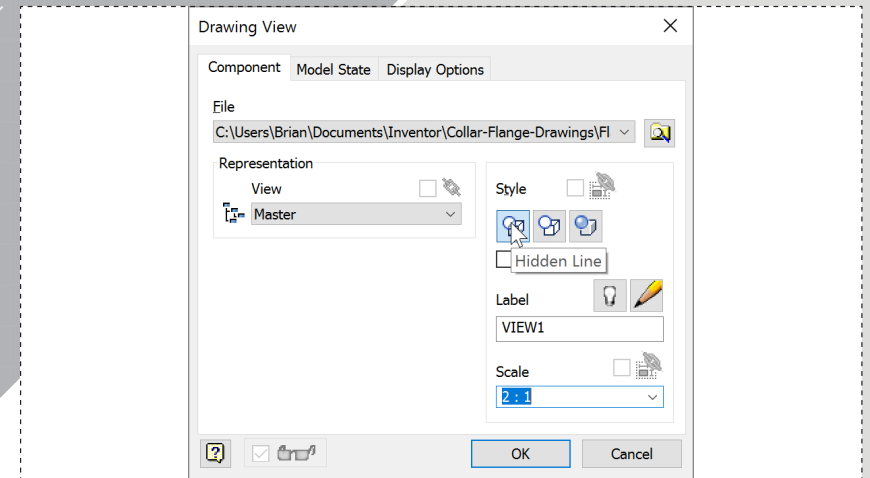 Drawing View
Component Model State Display Options
File
C:\Users\Brian\Documents\Inventor\Collar-Flange-Drawings\Fl
Representation
View
Master
Style
Hidden Line
Label
VIEW1
Scale
2 : 1
OK Cancel